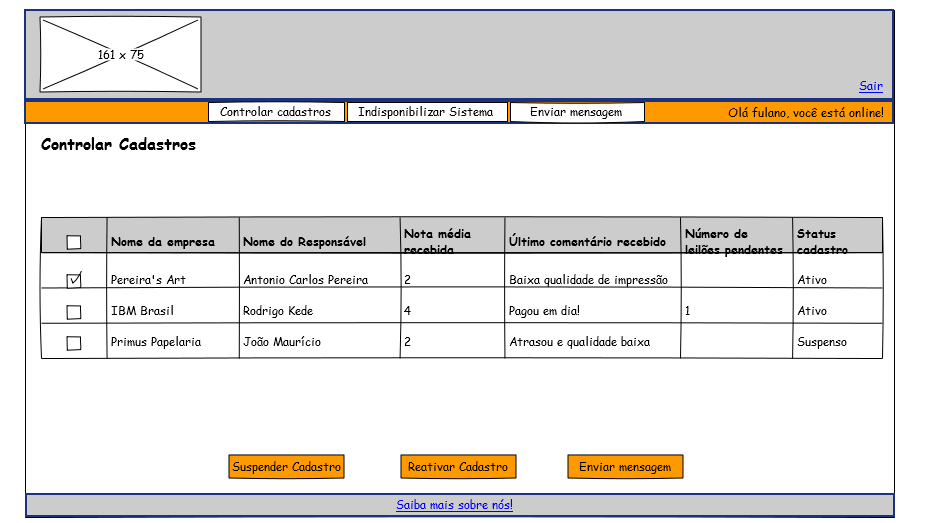 161 x 75
Sair
Controlar cadastros Indisponibilizar Sistema Enviar mensagem Olá fulano, você está online!
Controlar Cadastros
Nome da empresa Nome do Responsável Nota média recebida Último comentário recebido Número de leilões pendentes Status cadastro
Pereira's Art Antonio Carlos Pereira 2 Baixa qualidade de impressão Ativo
IBM Brasil Rodrigo Kede 4 Pagou em dia! 1 Ativo
Primus Papelaria João Maurício 2 Atrasou e qualidade baixa Suspenso
Suspender Cadastro Reativar Cadastro Enviar mensagem
Saiba mais sobre nós!